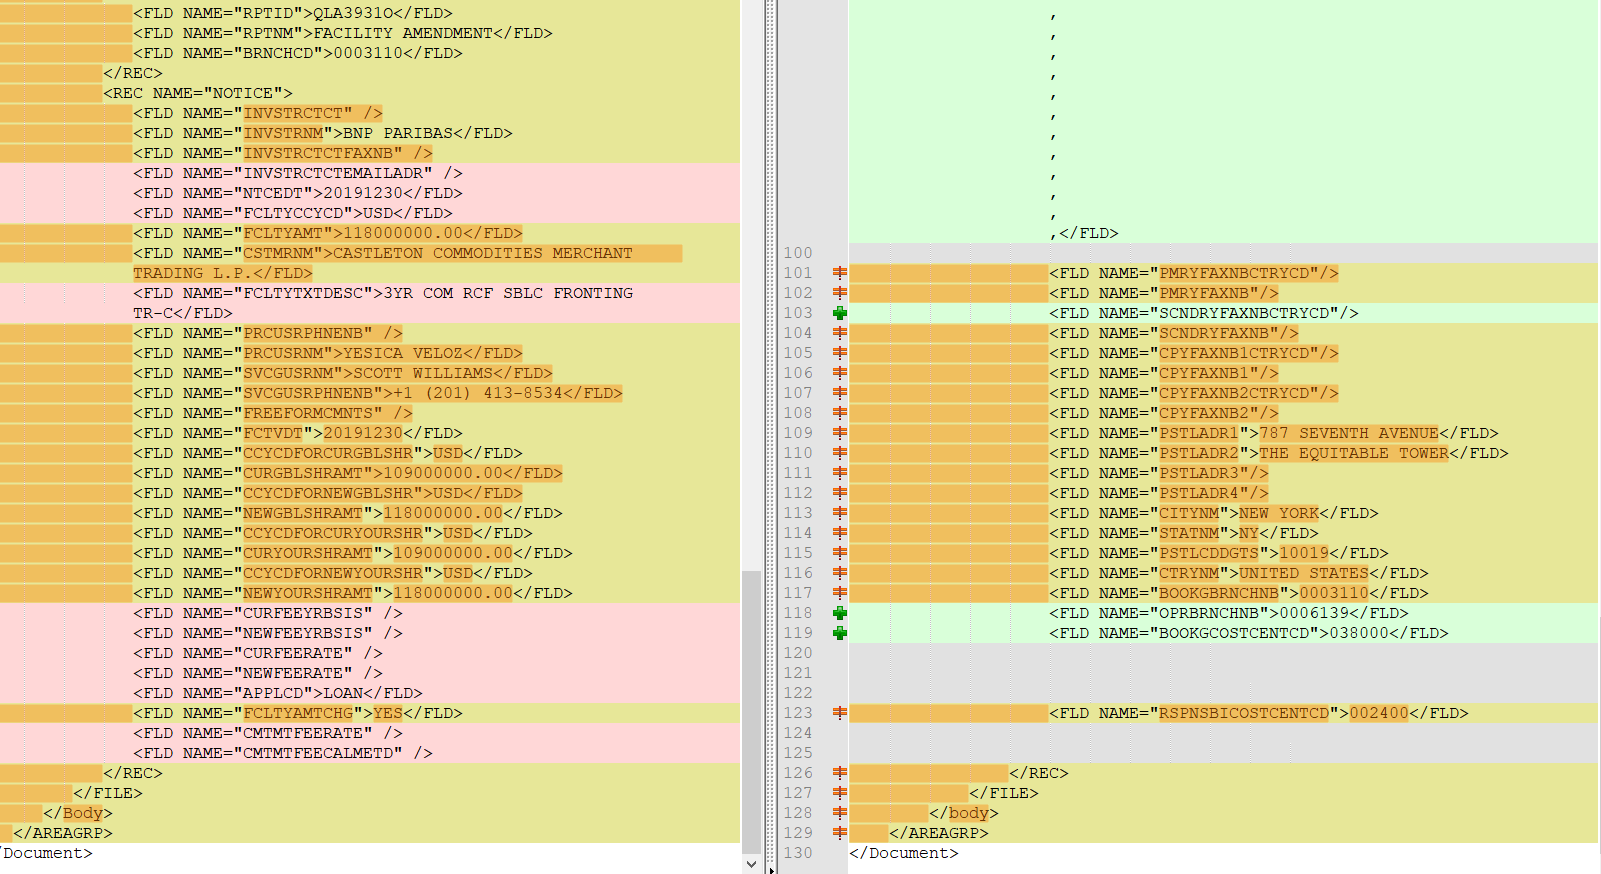 <FLD NAME="RPTID">QLA3931O</FLD>
<FLD NAME="RPTNM">FACILITY AMENDMENT</FLD>
<FLD NAME="BRNCHCD">0003110</FLD>
</REC>
<REC NAME="NOTICE">
<FLD NAME="INVSTRCTCT" />
<FLD NAME="INVSTRNM">BNP PARIBAS</FLD>
<FLD NAME="INVSTRCTCTFAXNB" />
<FLD NAME="INVSTRCTCTEMAILADR" />
<FLD NAME="NTCEDT">20191230</FLD>
<FLD NAME="FCLTYCCYCD">USD</FLD>
<FLD NAME="FCLTYAMT">118000000.00</FLD>
<FLD NAME="CSTMRNM">CASTLETON COMMODITIES MERCHANT
TRADING L.P.</FLD>
<FLD NAME="FCLTYTXTDESC">3YR COM RCF SBLC FRONTING
TR-C</FLD>
<FLD NAME="PRCUSRPHNENB" />
<FLD NAME="PRCUSRNM">YESICA VELOZ</FLD>
<FLD NAME="SVCGUSRNM">SCOTT WILLIAMS</FLD>
<FLD NAME="SVCGUSRPHNENB">+1 (201) 413-8534</FLD>
<FLD NAME="FREEFORMCMNTS" />
<FLD NAME="FCTVDT">20191230</FLD>
<FLD NAME="CCYCDFORCURGBLSHR">USD</FLD>
<FLD NAME="CURGBLSHRAMT">109000000.00</FLD>
<FLD NAME="CCYCDFORNEWGBLSHR">USD</FLD>
<FLD NAME="NEWGBLSHRAMT">118000000.00</FLD>
<FLD NAME="CCYCDFORCURYOURSHR">USD</FLD>
<FLD NAME="CURYOURSHRAMT">109000000.00</FLD>
<FLD NAME="CCYCDFORNEWYOURSHR">USD</FLD>
<FLD NAME="NEWYOURSHRAMT">118000000.00</FLD>
<FLD NAME="CURFEEYRBSIS" />
<FLD NAME="NEWFEEYRBSIS" />
<FLD NAME="CURFEERATE" />
<FLD NAME="NEWFEERATE" />
<FLD NAME="APPLCD">LOAN</FLD>
<FLD NAME="FCLTYAMTCHG">YES</FLD>
<FLD NAME="CMTMTFEERATE" />
<FLD NAME="CMTMTFEECALMETD" />
</REC>
</FILE>
</Body>
</AREAGRP>
/Document>
,
,
,
,
,
,
,
,
,
,
,
,</FLD>
100
101 <FLD NAME="PMRYFAXNBCTRYCD"/>
102 <FLD NAME="PMRYFAXNB"/>
103 <FLD NAME="SCNDRYFAXNBCTRYCD"/>
104 <FLD NAME="SCNDRYFAXNB"/>
105 <FLD NAME="CPYFAXNB1CTRYCD"/>
106 <FLD NAME="CPYFAXNB1"/>
107 <FLD NAME="CPYFAXNB2CTRYCD"/>
108 <FLD NAME="CPYFAXNB2"/>
109 <FLD NAME="PSTLADR1">787 SEVENTH AVENUE</FLD>
110 <FLD NAME="PSTLADR2">THE EQUITABLE TOWER</FLD>
111 <FLD NAME="PSTLADR3"/>
112 <FLD NAME="PSTLADR4"/>
113 <FLD NAME="CITYNM">NEW YORK</FLD>
114 <FLD NAME="STATNM">NY</FLD>
115 <FLD NAME="PSTLCDDGTS">10019</FLD>
116 <FLD NAME="CTRYNM">UNITED STATES</FLD>
117 <FLD NAME="BOOKGBRNCHNB">0003110</FLD>
118 <FLD NAME="OPRBRNCHNB">0006139</FLD>
119 <FLD NAME="BOOKGCOSTCENTCD">038000</FLD>
120
121
122
123 <FLD NAME="RSPNSBICOSTCENTCD">002400</FLD>
124
125
126 </REC>
127 </FILE>
128 </body>
129 </AREAGRP>
130 </Document>